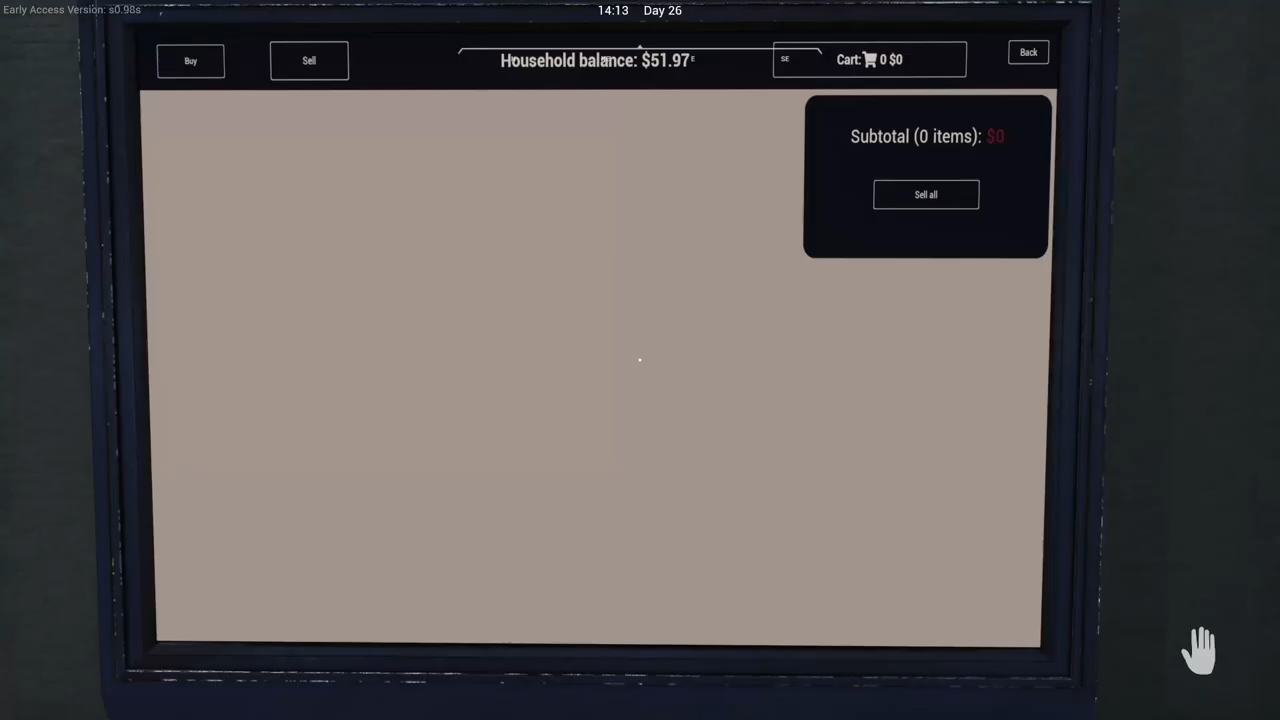 Early Access Version: s0.98s
14:13 Day 26
Buy
Sell
Household balance: $51.97
E
SE
Cart: 0 $0
Back
Subtotal (0 items): $0
Sell all